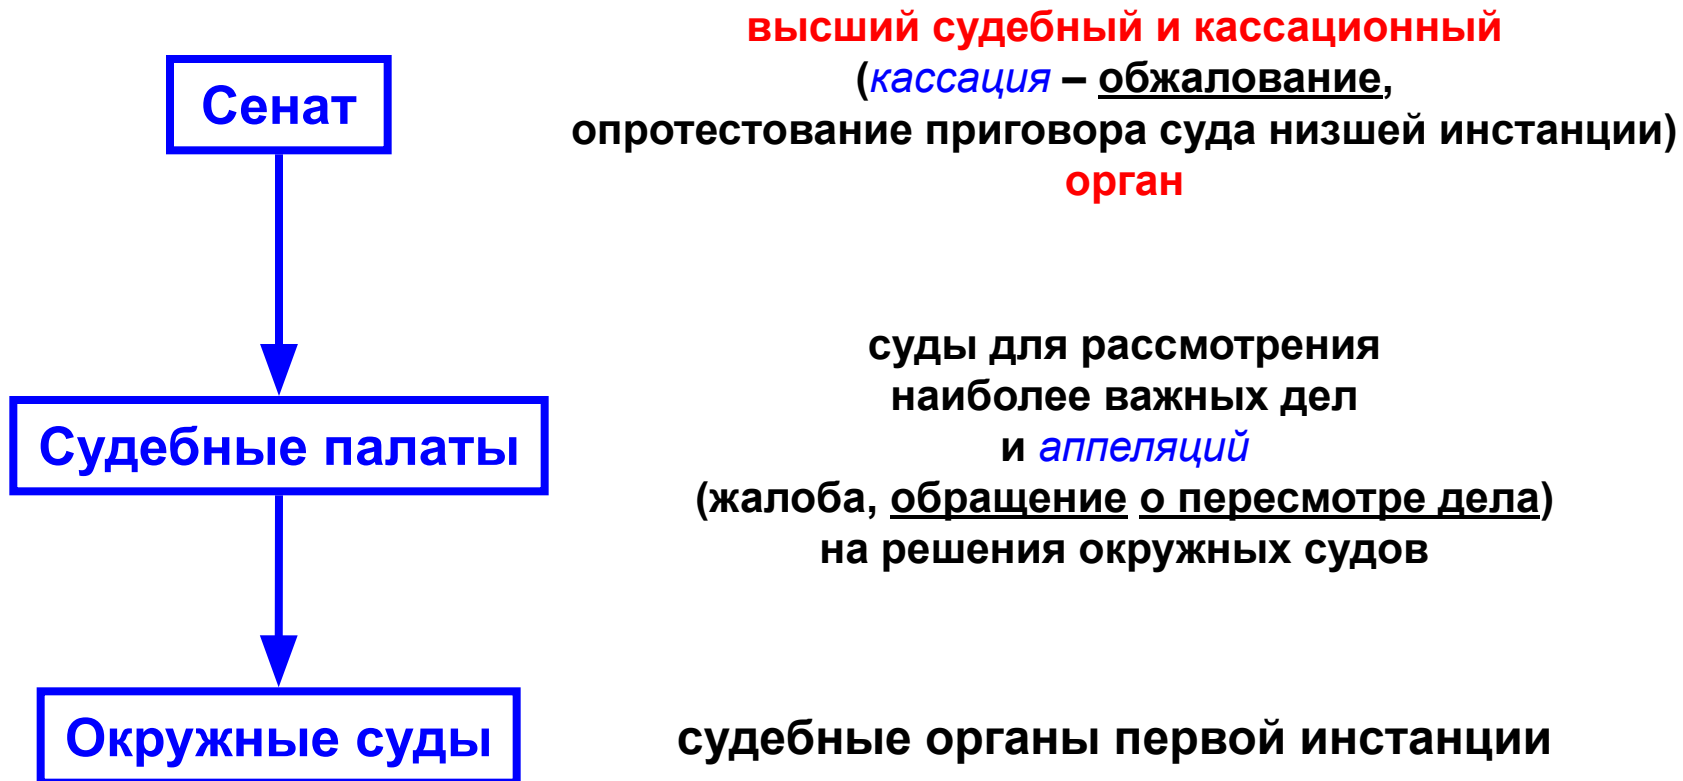 Сенат
высший судебный и кассационный
(кассация – обжалование,
опротестование приговора суда низшей инстанции)
орган
Судебные палаты
суды для рассмотрения
наиболее важных дел
и аппеляций
(жалоба, обращение о пересмотре дела)
на решения окружных судов
Окружные суды
судебные органы первой инстанции